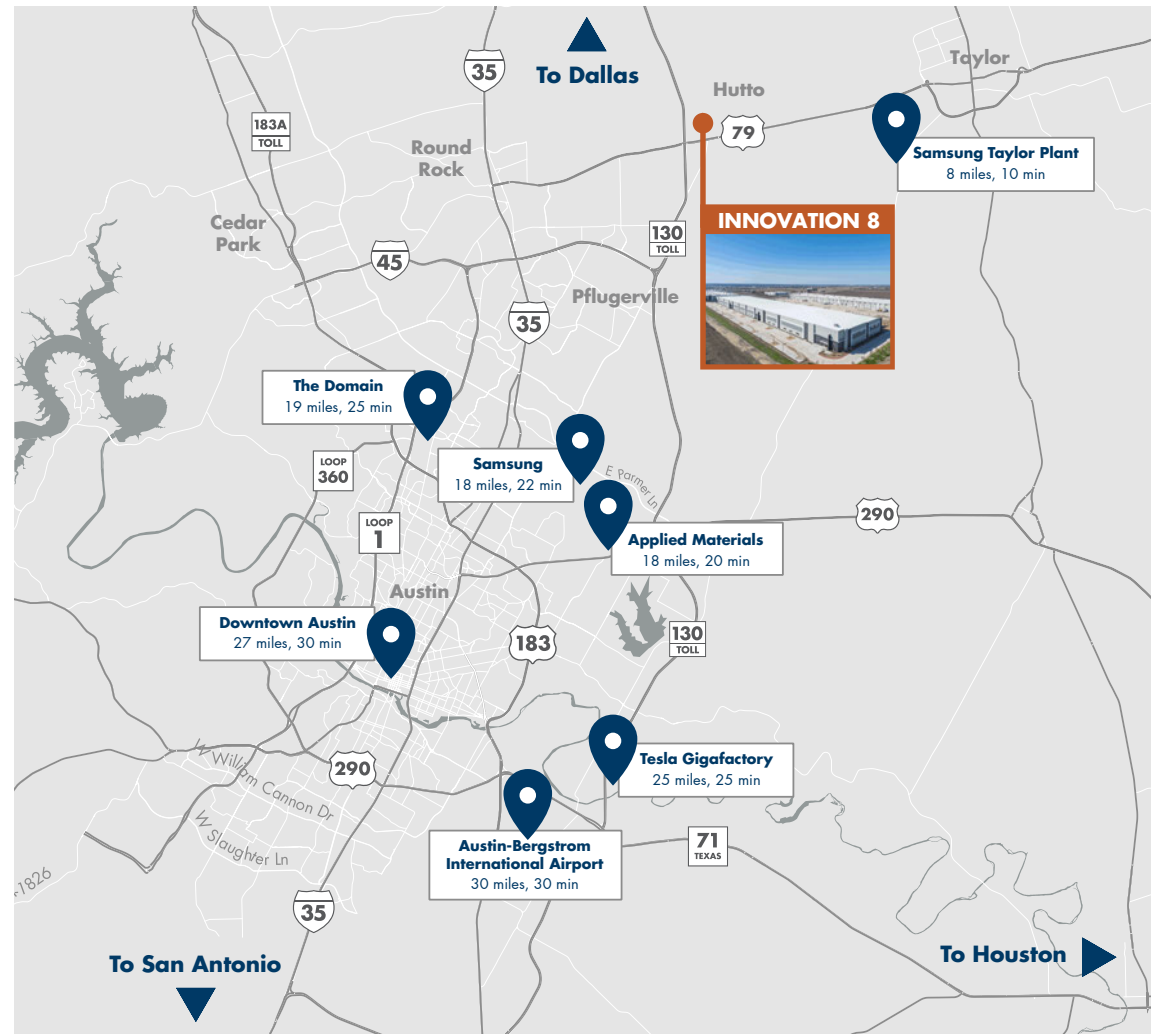 To Dallas
35
Taylor
Hutto
183A
TOLL
79
Round
Rock
Samsung Taylor Plant
8 miles, 10 min
Cedar
Park
INNOVATION 8
130
TOLL
45
Pflugerville
35
The Domain
19 miles, 25 min
LOOP
360
Samsung
18 miles, 22 min
E Parmer Ln
290
LOOP
1
Applied Materials
18 miles, 20 min
Austin
Downtown Austin
27 miles, 30 min
183
130
TOLL
W William Cannon Dr
290
Tesla Gigafactory
25 miles, 25 min
W Slaughter Ln
Austin-Bergstrom
International Airport
30 miles, 30 min
71
TEXAS
-1826
35
To San Antonio
To Houston